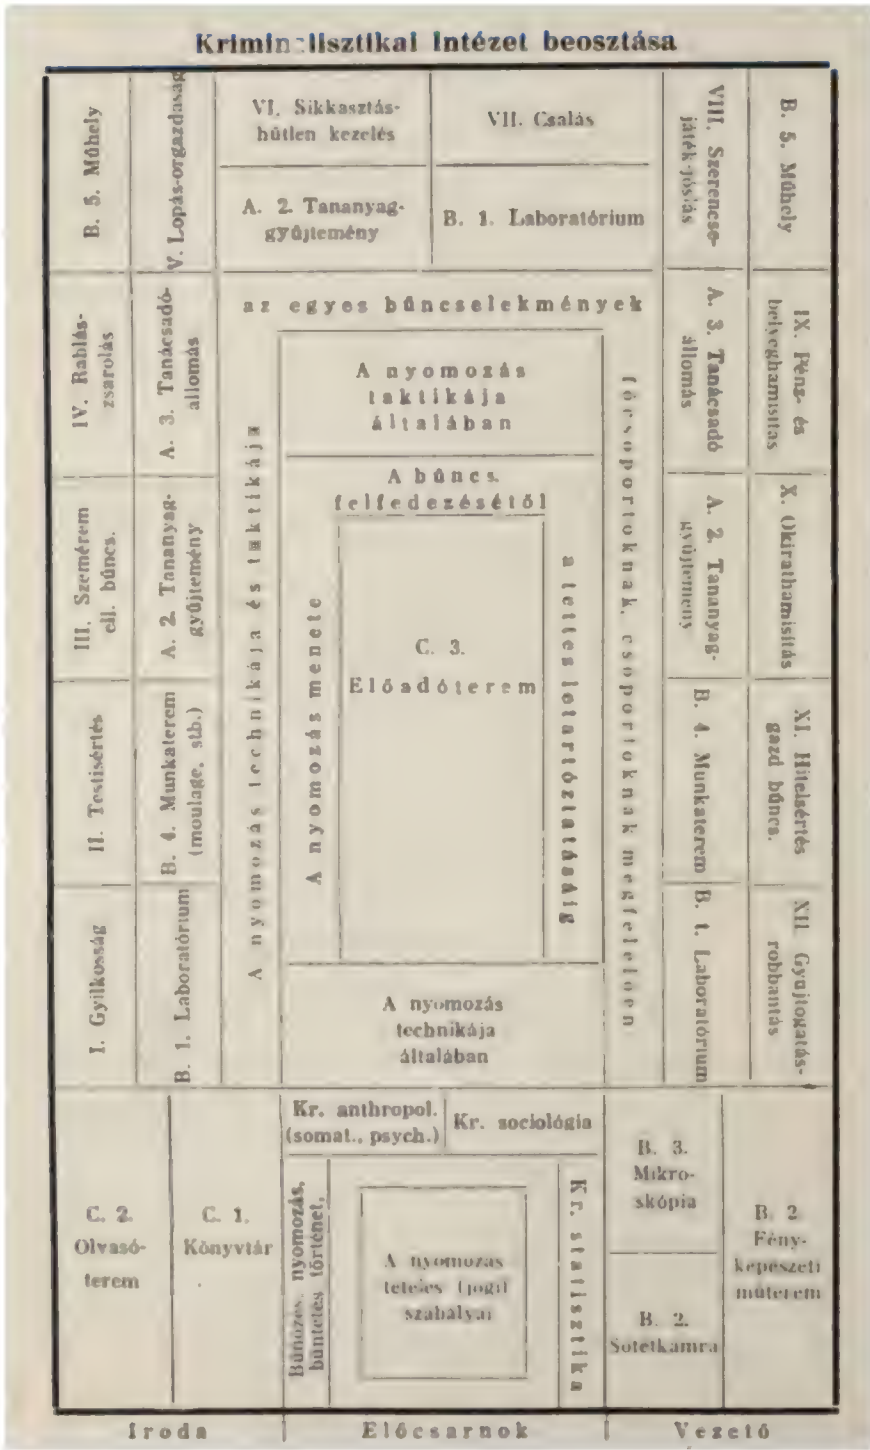 Kriminalisztikai Intézet beosztása
B. 5. Műhely
V. Lopás-orgazdaság
VI. Sikkasztás-
hűtlen kezelés
VII. Csalás
VIII. Szerencse-
játék-jóslás
B. 5. Műhely
A. 2. Tananyag-
gyűjtemény
B. 1. Laboratórium
IV. Rablás-
zsarolás
A. 3. Tanácsadó-
állomás
az egyes bűncselekmények
A. 3. Tanácsadó
állomás
IX. Pénz- és
bélyeghamisítás
A nyomozás
taktikája
általában
A nyomozás technikája és taktikája
főcsoportoknak, csoportoknak megfelelően
III. Szemérem
ell. bűncs.
A. 2. Tananyag-
gyűjtemény
A bűncs.
felfedezésétől
A nyomozás menete
a tettes letartóztatásáig
A. 2. Tananyag-
gyűjtemény
X. Okirathamisítás
C. 3.
Előadóterem
II. Testisértés
B. 4. Munkaterem
(moulage, stb.)
B. 4. Munkaterem
XI. Hitelsértés
gazd bűncs.
I. Gyilkosság
B. 1. Laboratórium
A nyomozás
technikája
általában
B. 1. Laboratórium
XII. Gyujtogatás-
robbantás
C. 2.
Olvasó-
terem
C. 1.
Könyvtár
Kr. anthropol.
(somat., psych.)
Kr. sociológia
Bűnözés, nyomozás,
büntetés történet.
A nyomozás
tételes (jogi)
szabályai
Kr. statisztika
B. 3.
Mikro-
skópia
B. 2.
Sötétkamra
B. 2
Fény-
képészeti
műterem
Iroda
Előcsarnok
Vezető